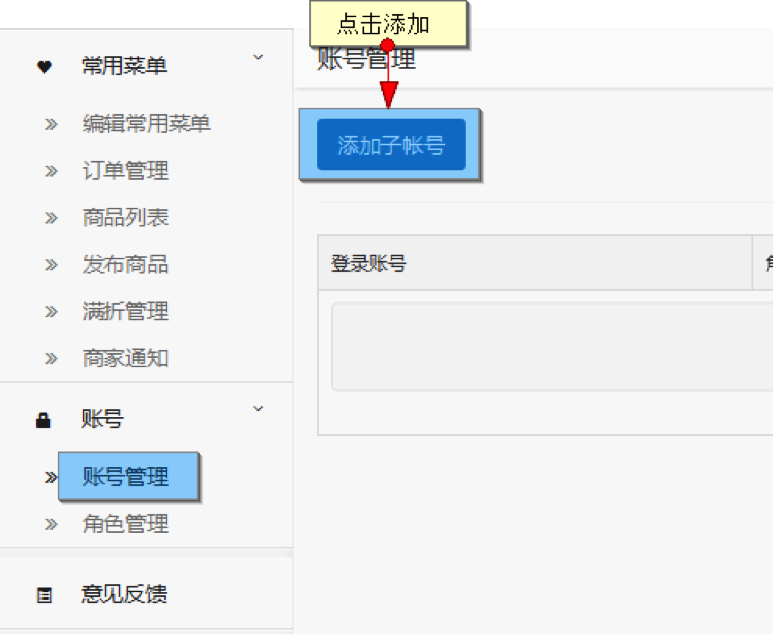 点击添加
常用菜单
编辑常用菜单
订单管理
商品列表
发布商品
满折管理
商家通知
账号
账号管理
角色管理
意见反馈
账号管理
添加子帐号
登录账号